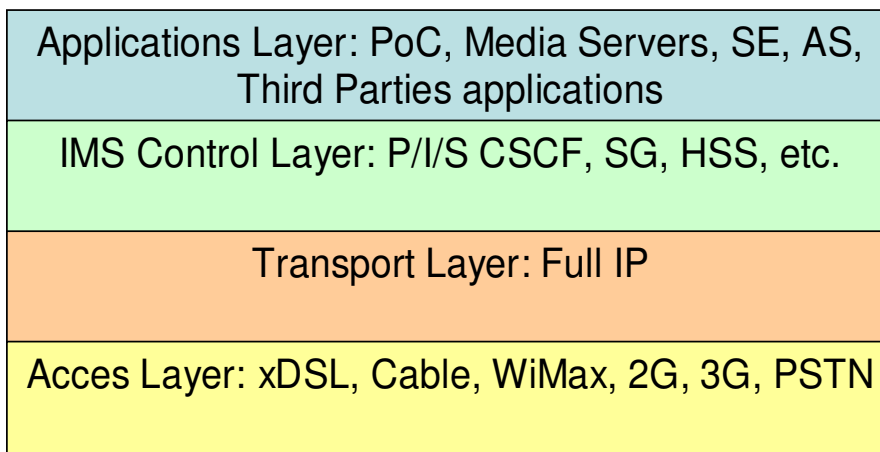 Applications Layer: PoC, Media Servers, SE, AS,
Third Parties applications
IMS Control Layer: P/I/S CSCF, SG, HSS, etc.
Transport Layer: Full IP
Acces Layer: xDSL, Cable, WiMax, 2G, 3G, PSTN